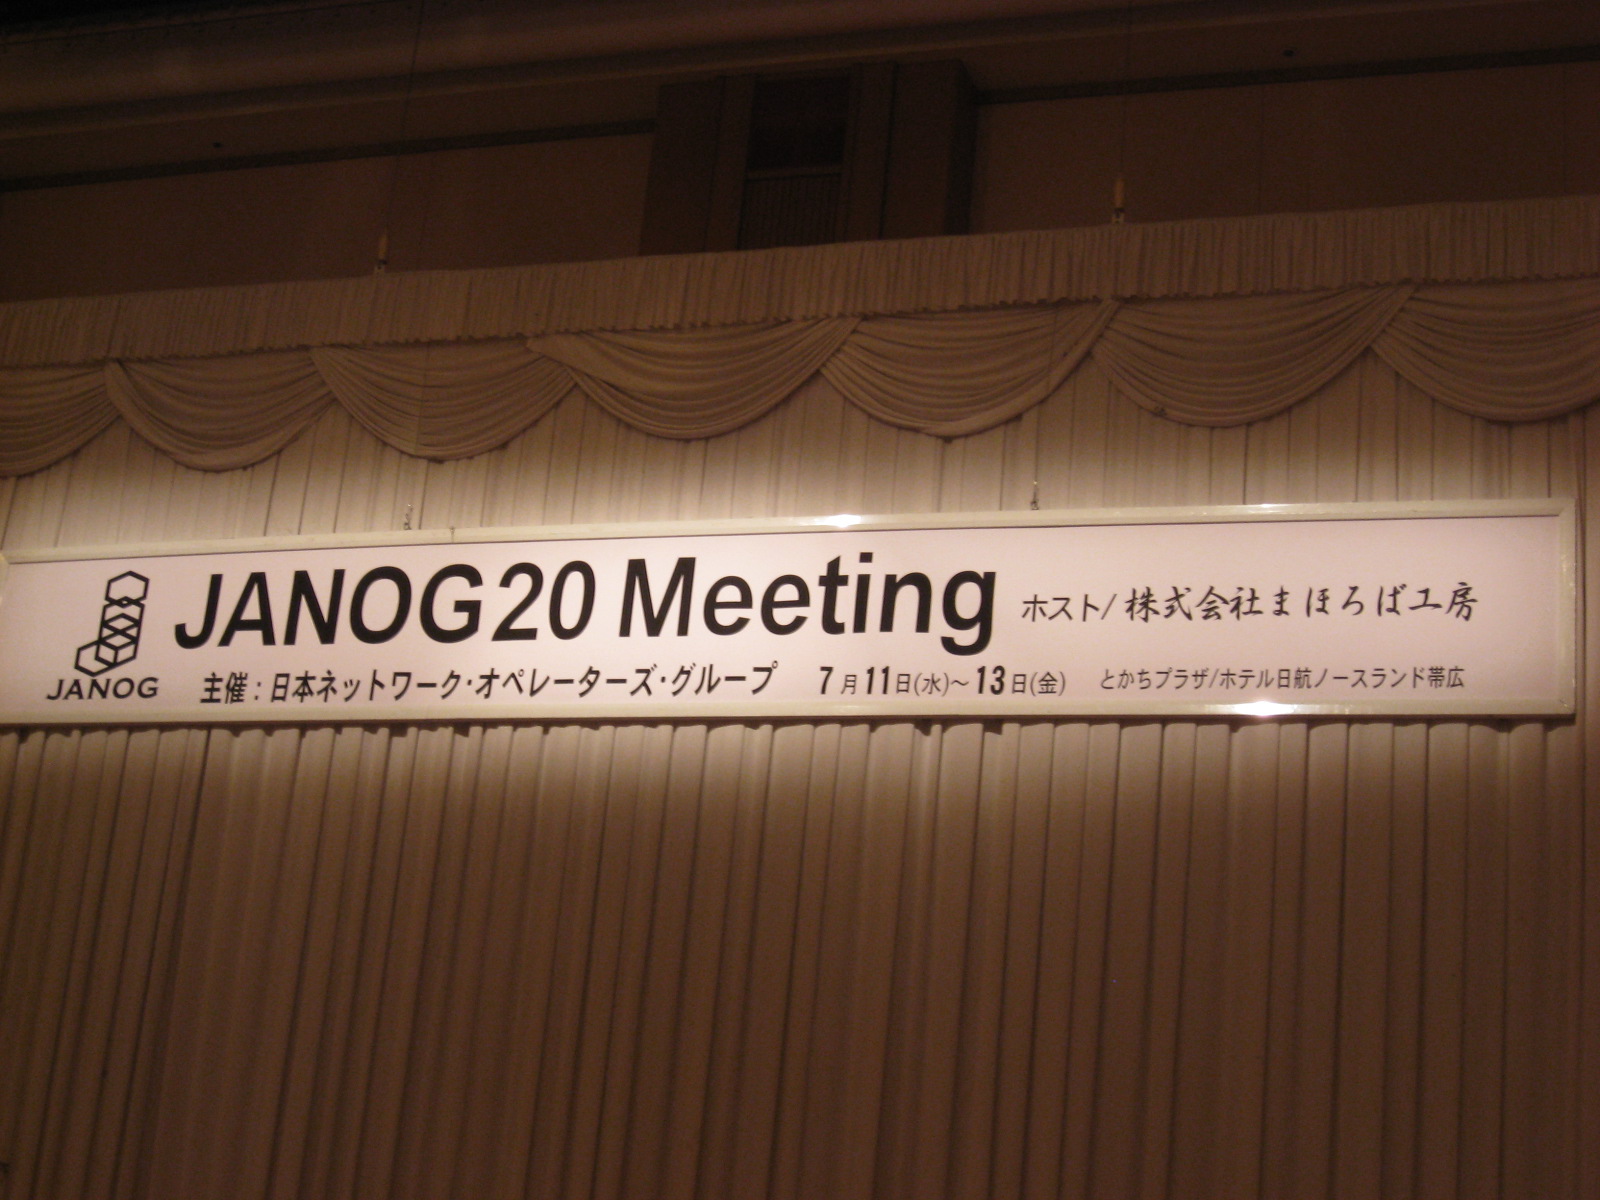 JANOG20 Meeting ホスト/株式会社まほろば工房
JANOG
主催：日本ネットワーク・オペレーターズ・グループ 7月11日(水)～13日(金) とかちプラザ/ホテル日航ノースランド帯広